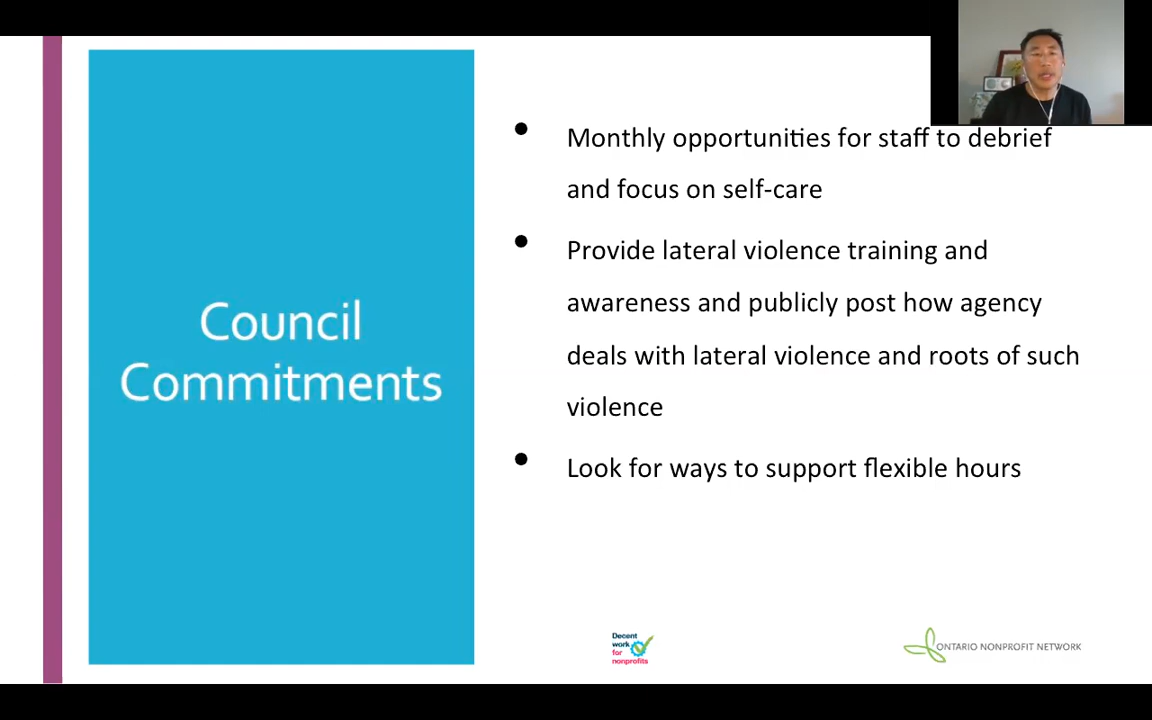 Council
Commitments
• Monthly opportunities for staff to debrief
and focus on self-care
• Provide lateral violence training and
awareness and publicly post how agency
deals with lateral violence and roots of such
violence
• Look for ways to support flexible hours
Decent
work
for
nonprofits
ONTARIO NONPROFIT NETWORK